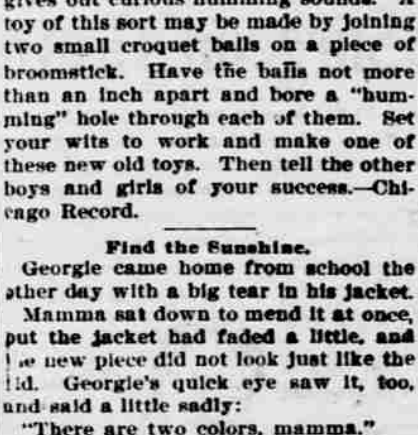 gives out curious humming sounds. A
toy of this sort may be made by joining
two small croquet balls on a piece of
broomstick. Have the balls not more
than an inch apart and bore a "hum-
ming" hole through each of them. Set
your wits to work and make one of
these new old toys. Then tell the other
boys and girls of your success.—Chi-
cago Record.
Find the Sunshine.
Georgie came home from school the
other day with a big tear in his jacket.
Mamma sat down to mend it at once,
but the jacket had faded a little, and
new piece did not look just like the
Georgie's quick eye saw it, too,
and said a little sadly:
"There are two colors, mamma."